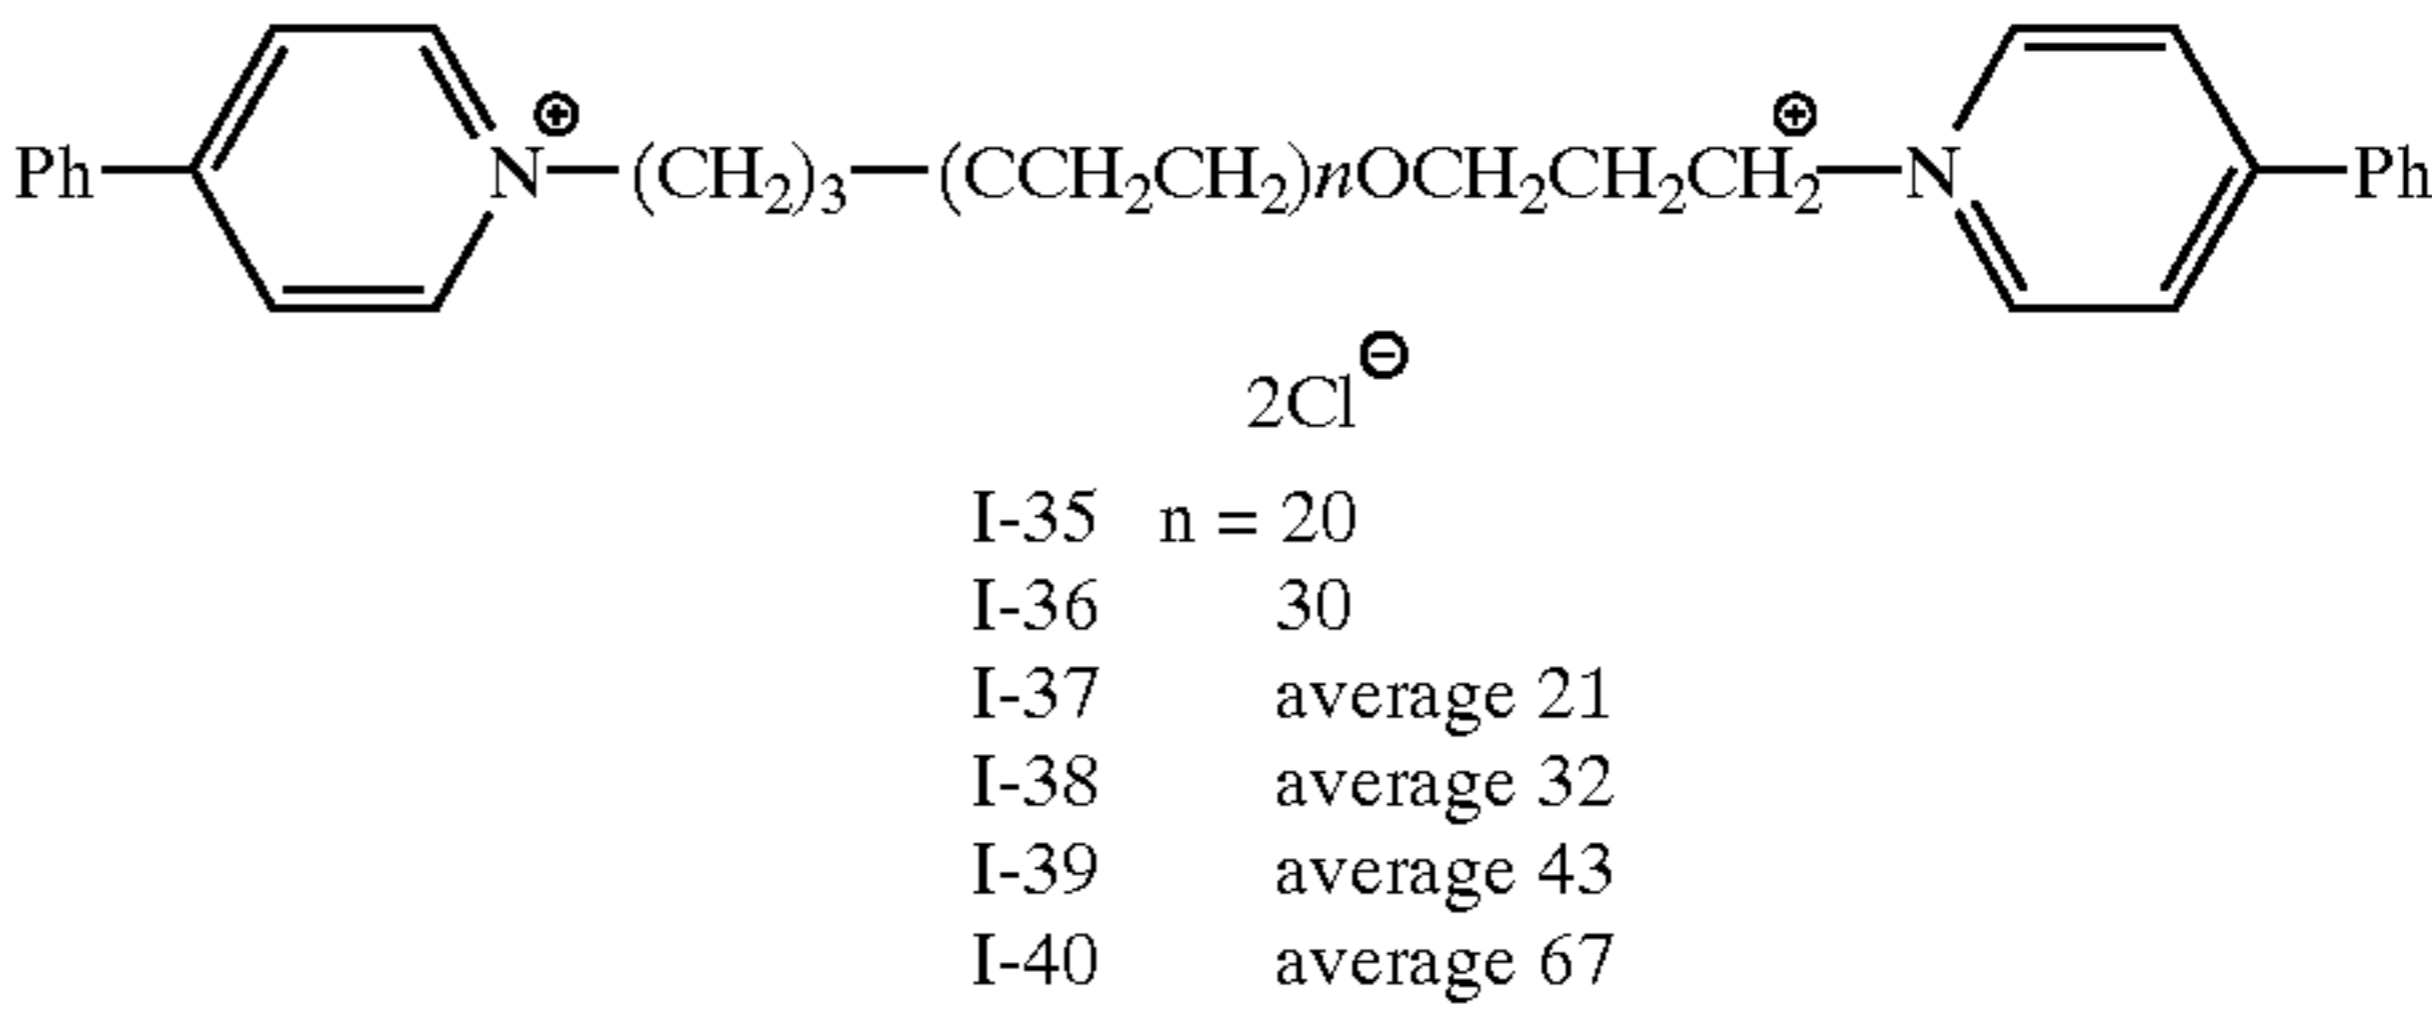 Ph N⊕ (CH₂)₃ (CCH₂CH₂)nOCH₂CH₂CH₂⊕ N Ph
2Cl⊖
I-35 n = 20
I-36 30
I-37 average 21
I-38 average 32
I-39 average 43
I-40 average 67